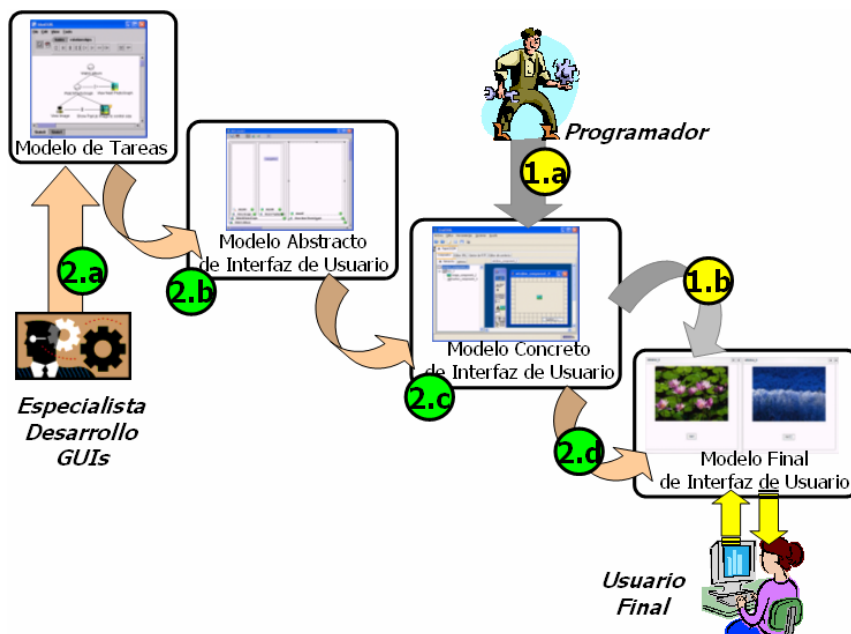 Modelo de Tareas
Programador
1.a
Modelo Abstracto
de Interfaz de Usuario
2.a
2.b
1.b
Modelo Concreto
de Interfaz de Usuario
2.c
Especialista
Desarrollo
GUIs
2.d
Modelo Final
de Interfaz de Usuario
Usuario
Final